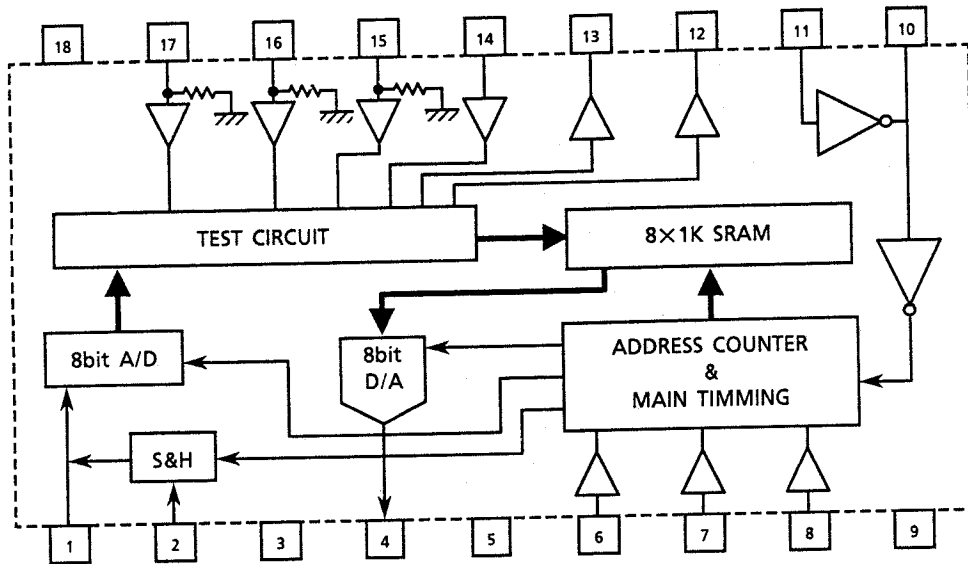 18 17 16 15 14 13 12 11 10
TEST CIRCUIT
8×1K SRAM
8bit A/D
8bit
D/A
ADDRESS COUNTER
&
MAIN TIMMING
S&H
1 2 3 4 5 6 7 8 9